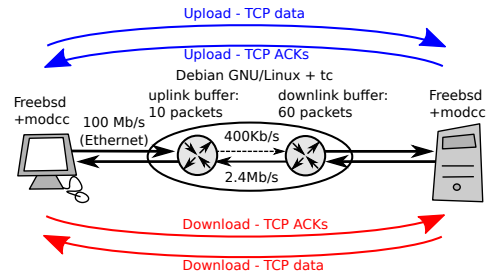 Upload - TCP data
Upload - TCP ACKs
Debian GNU/Linux + tc
Freebsd
+modcc
100 Mb/s
(Ethernet)
uplink buffer:
10 packets
downlink buffer:
60 packets
Freebsd
+modcc
400Kb/s
2.4Mb/s
Download - TCP ACKs
Download - TCP data